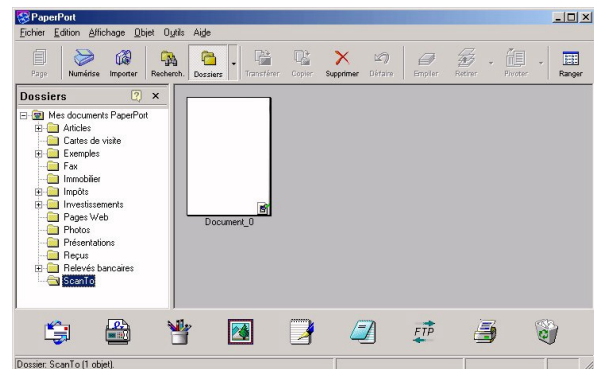 PaperPort
Fichier Edition Affichage Objet Outils Aide
Page Numérise Importer Recherch. Dossiers Transférer Copier Supprimer Défaire Empiler Retirer Pivoter Ranger
Dossiers
Mes documents PaperPort
Articles
Cartes de visite
Exemples
Fax
Immobilier
Impôts
Investissements
Pages Web
Photos
Présentations
Reçus
Relevés bancaires
ScanTo
Document_0
FTP
Dossier: ScanTo (1 objet).